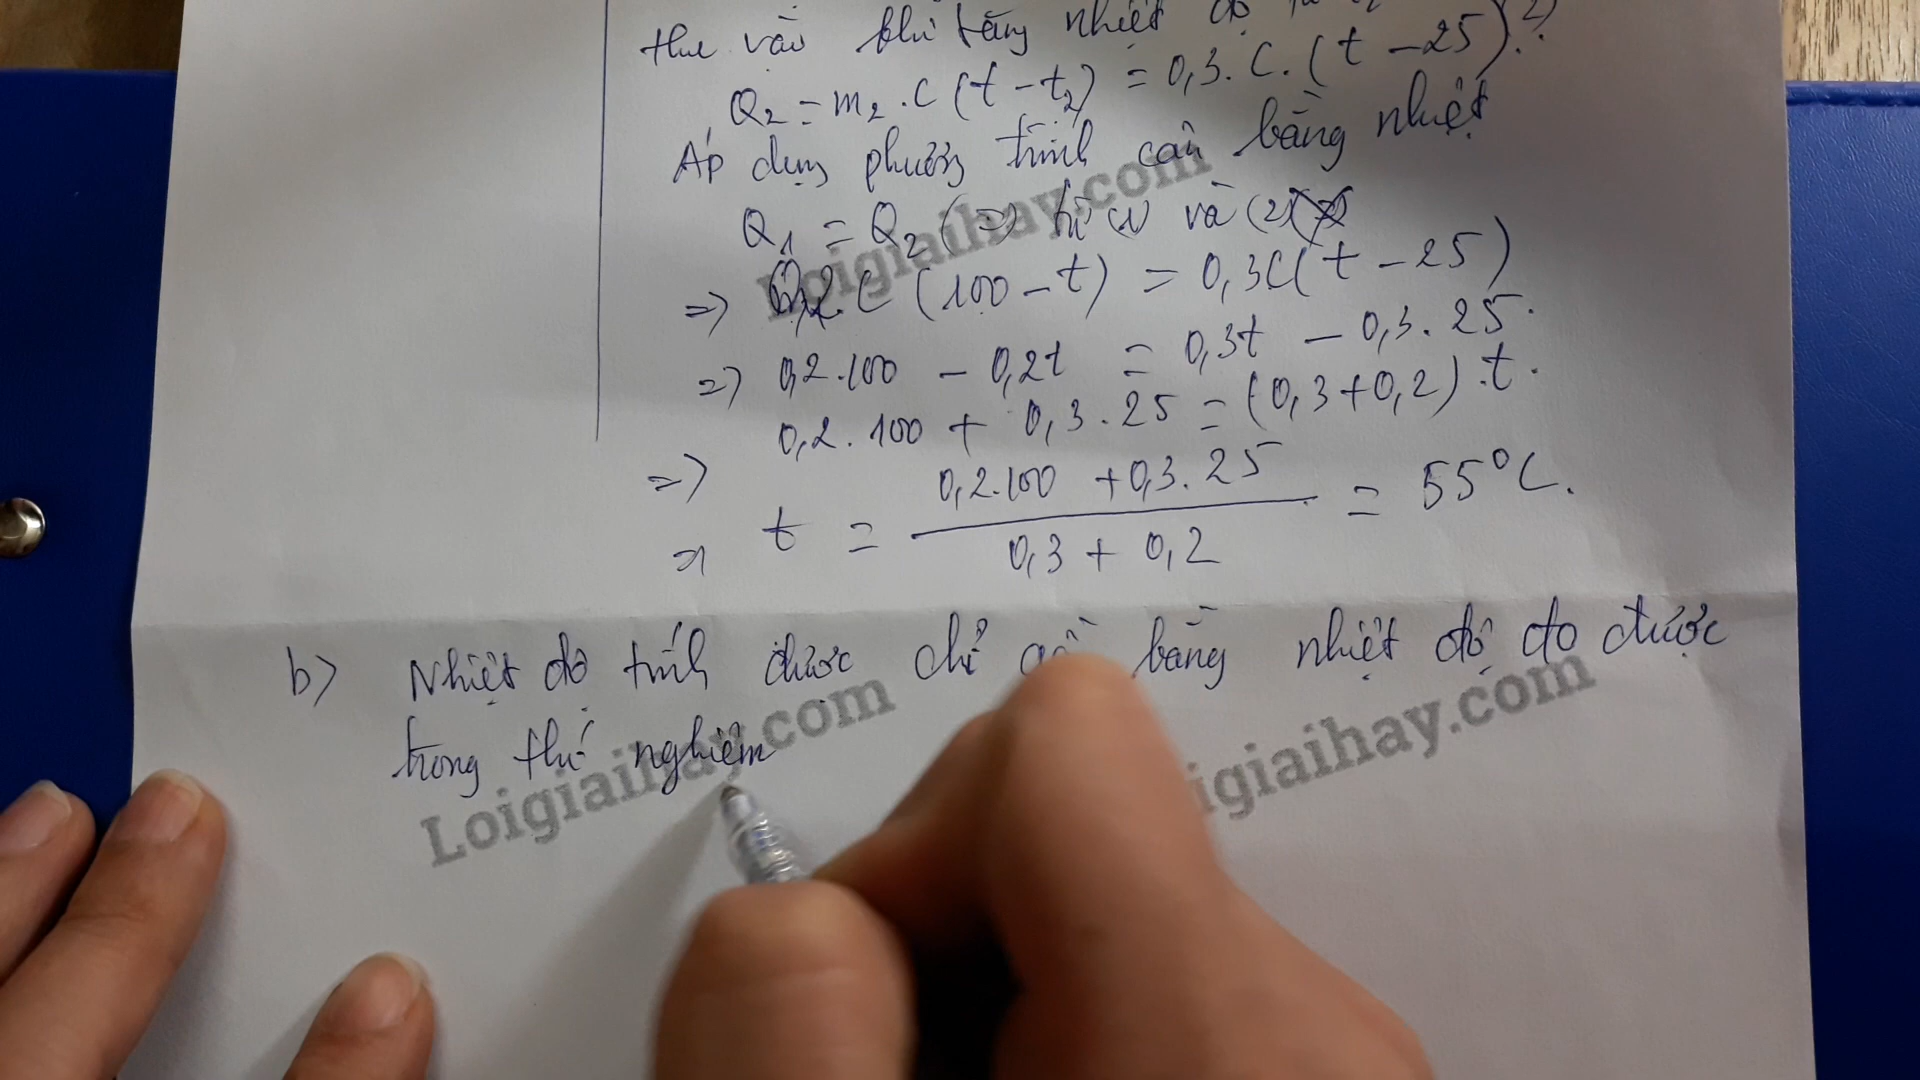 thu vào khi tăng nhiệt độ
Q₂ = m₂.C (t - t₂) = 0,3.C.(t - 25) (2)
Áp dụng phương trình cân bằng nhiệt
Q₁ = Q₂ (=> từ (1) và (2)
=> 0,2.C (100 - t) = 0,3C(t - 25)
=> 0,2.100 - 0,2t = 0,3t - 0,3.25.
=> 0,2.100 + 0,3.25 = (0,3+0,2).t.
=> t = (0,2.100 + 0,3.25) / (0,3 + 0,2) = 55°C.
b) Nhiệt độ tính được chỉ gần bằng nhiệt độ đo được
trong thí nghiệm
Loigiaihay.com
Loigiaihay.com
igiaihay.com